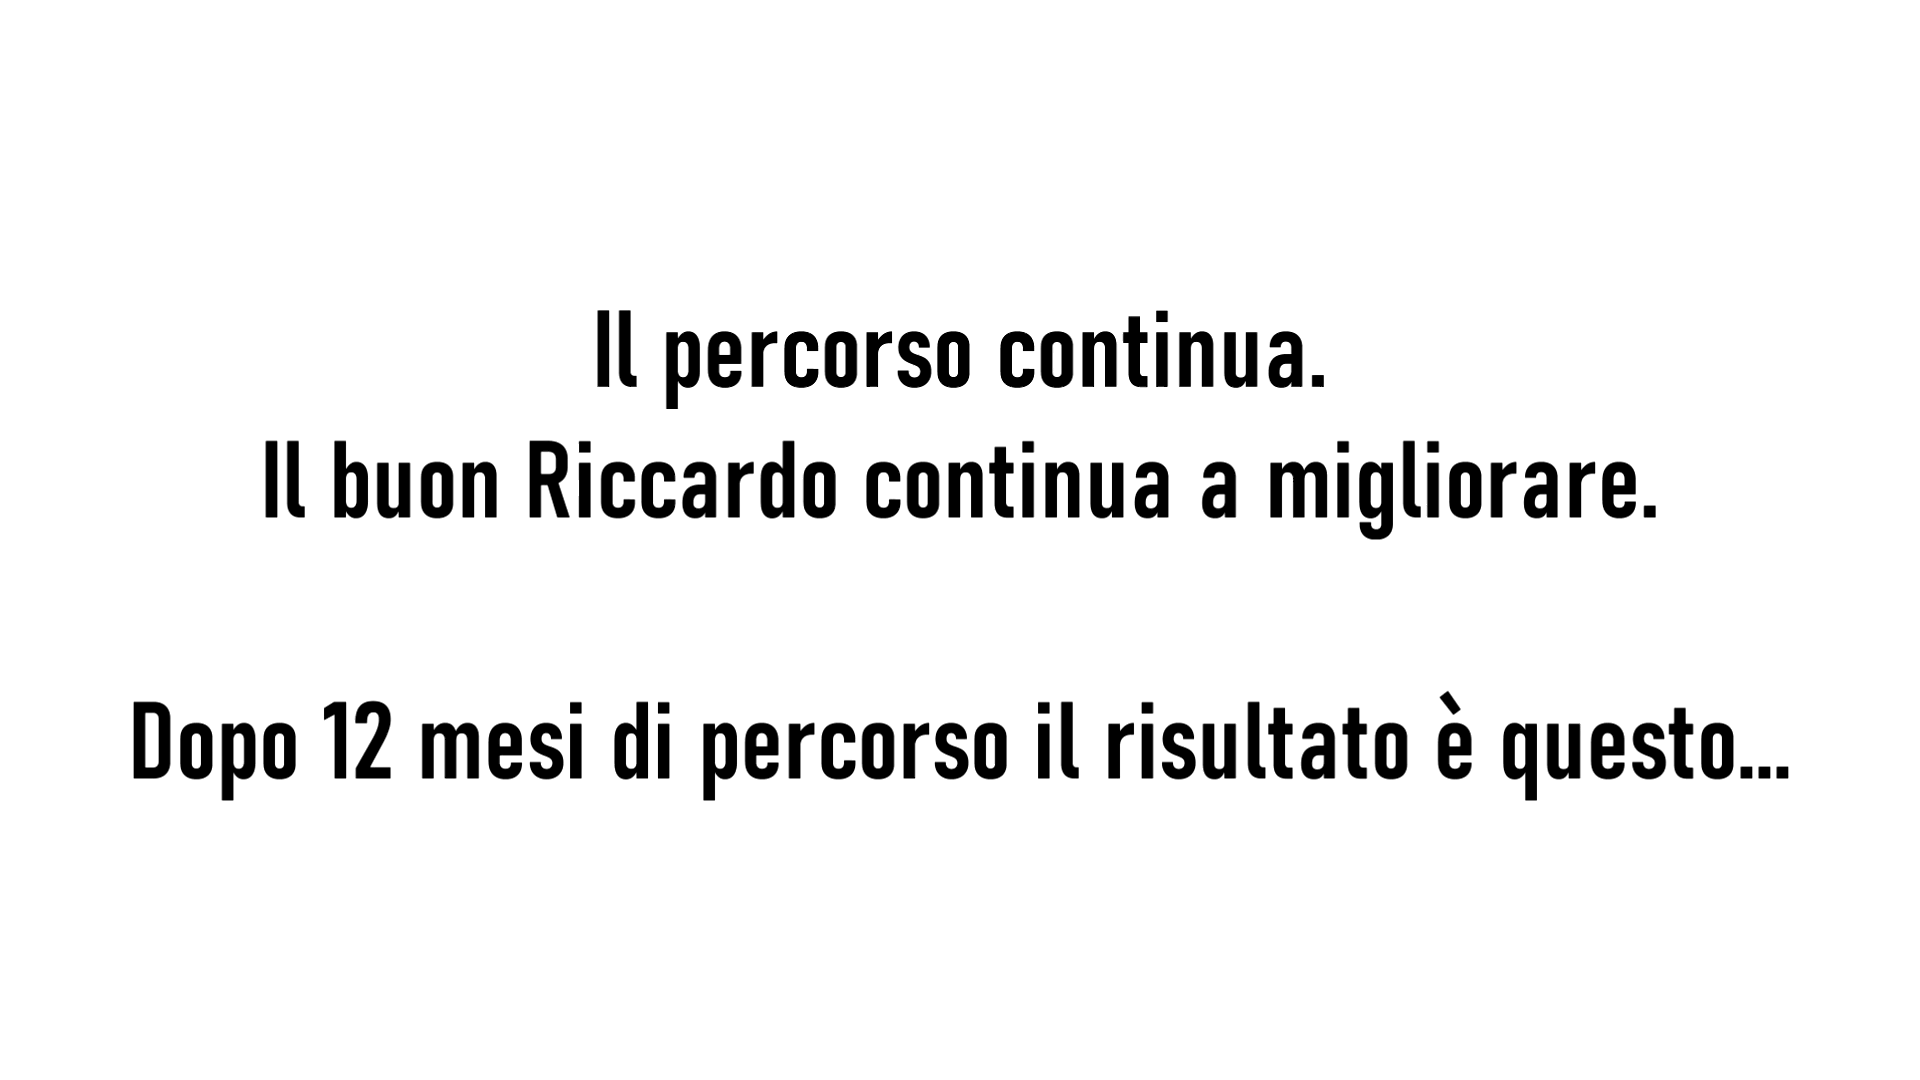 Il percorso continua.
Il buon Riccardo continua a migliorare.
Dopo 12 mesi di percorso il risultato è questo...